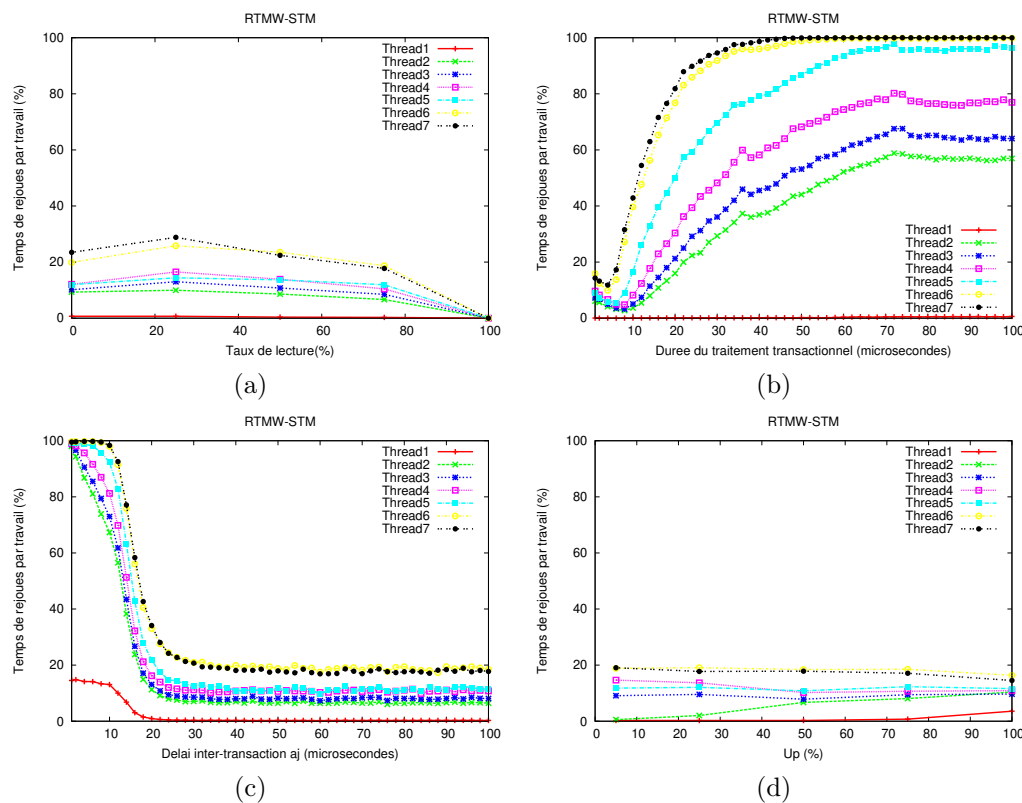 RTMW-STM
Temps de rejoues par travail (%)
100
80
60
40
20
0
Thread1
Thread2
Thread3
Thread4
Thread5
Thread6
Thread7
0 20 40 60 80 100
Taux de lecture(%)
(a)
RTMW-STM
Temps de rejoues par travail (%)
100
80
60
40
20
0
Thread1
Thread2
Thread3
Thread4
Thread5
Thread6
Thread7
10 20 30 40 50 60 70 80 90 100
Duree du traitement transactionnel (microsecondes)
(b)
RTMW-STM
Temps de rejoues par travail (%)
100
80
60
40
20
0
Thread1
Thread2
Thread3
Thread4
Thread5
Thread6
Thread7
10 20 30 40 50 60 70 80 90 100
Delai inter-transaction aj (microsecondes)
(c)
RTMW-STM
Temps de rejoues par travail (%)
100
80
60
40
20
0
Thread1
Thread2
Thread3
Thread4
Thread5
Thread6
Thread7
0 10 20 30 40 50 60 70 80 90 100
Up (%)
(d)